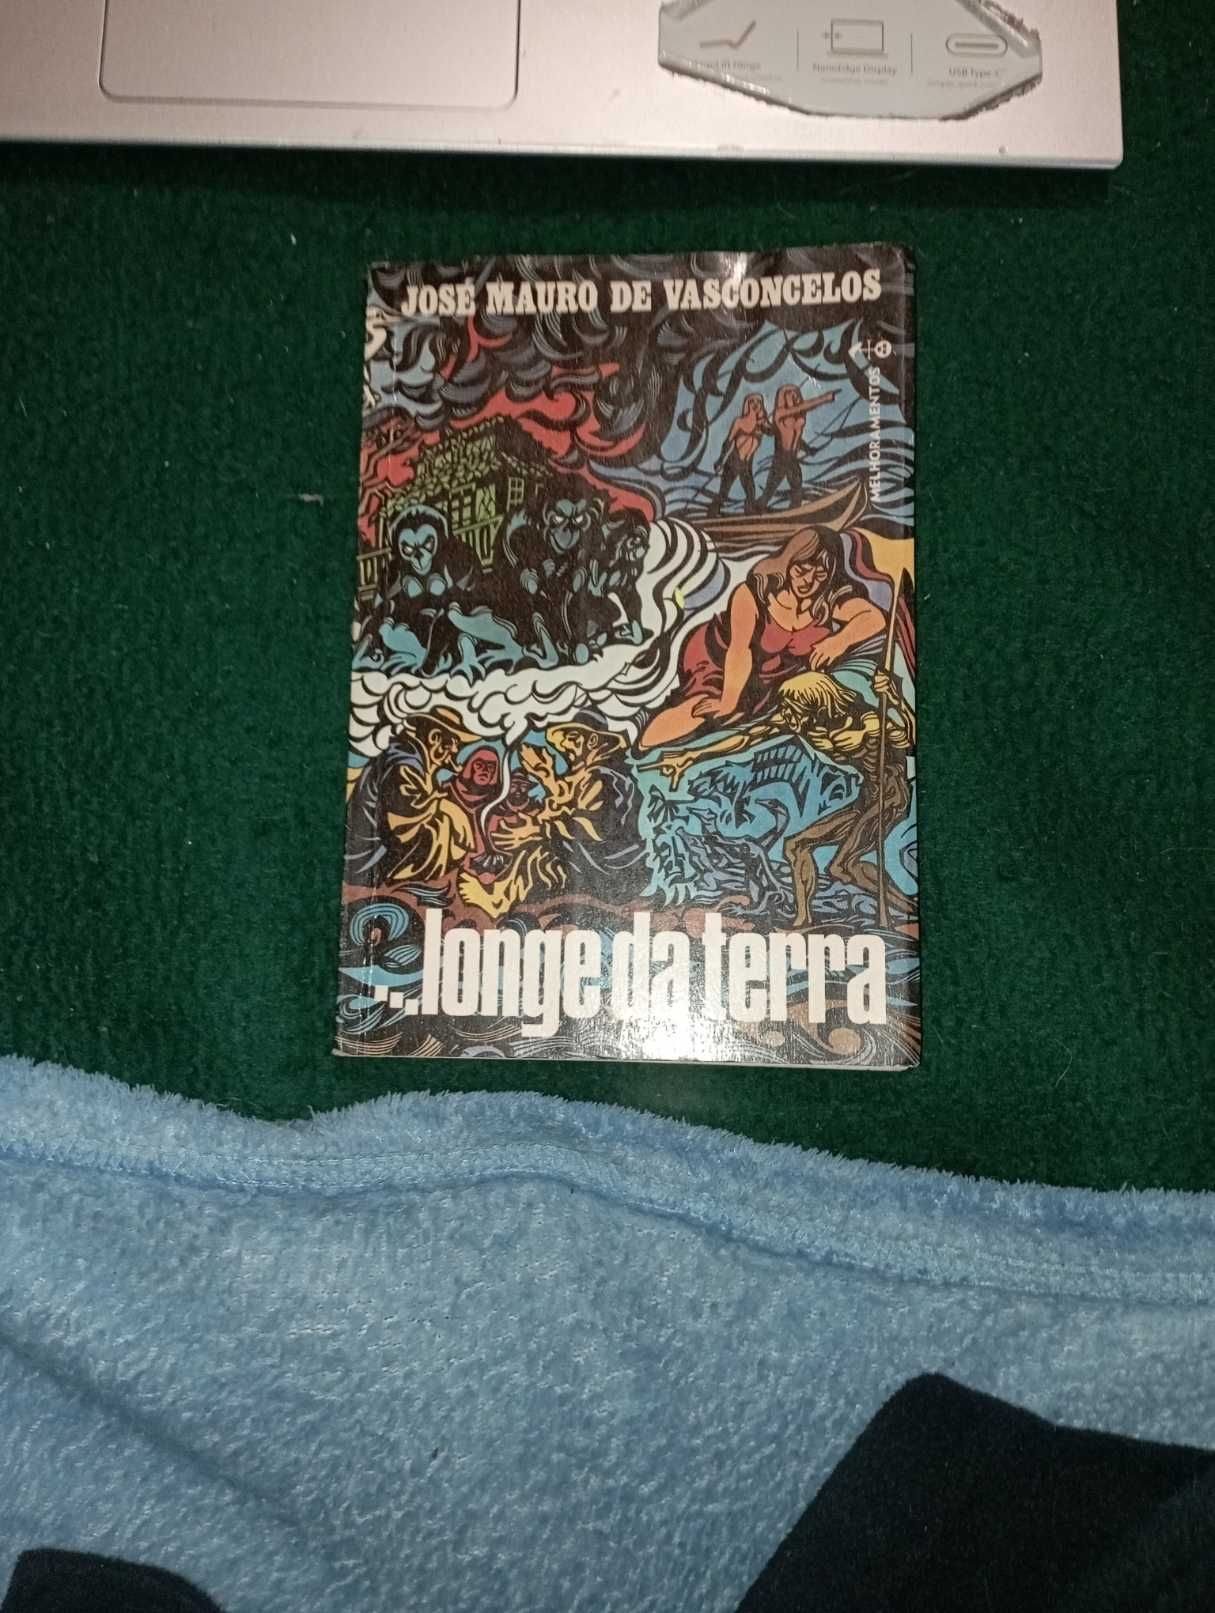 NanoEdge Display
USB Type-C
JOSÉ MAURO DE VASCONCELOS
MELHORAMENTOS
...longe da terra